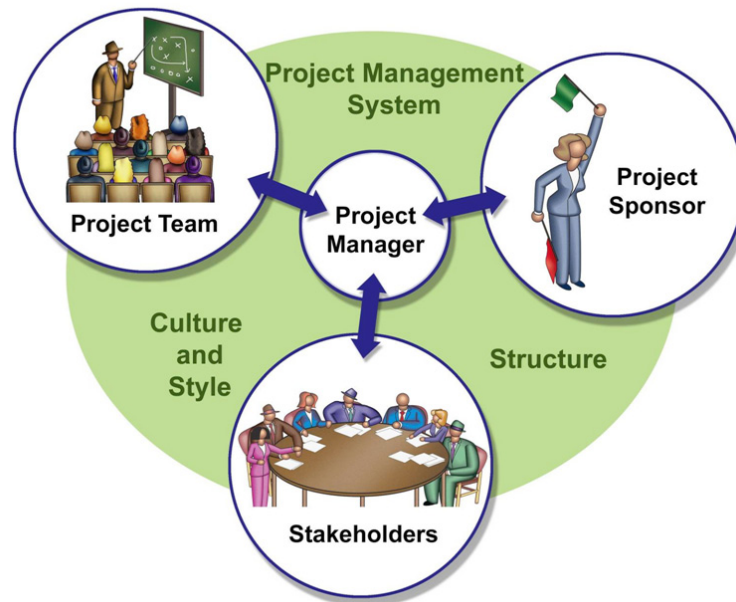 Project Management
System
Project Team
Project
Manager
Project
Sponsor
Culture
and
Style
Structure
Stakeholders